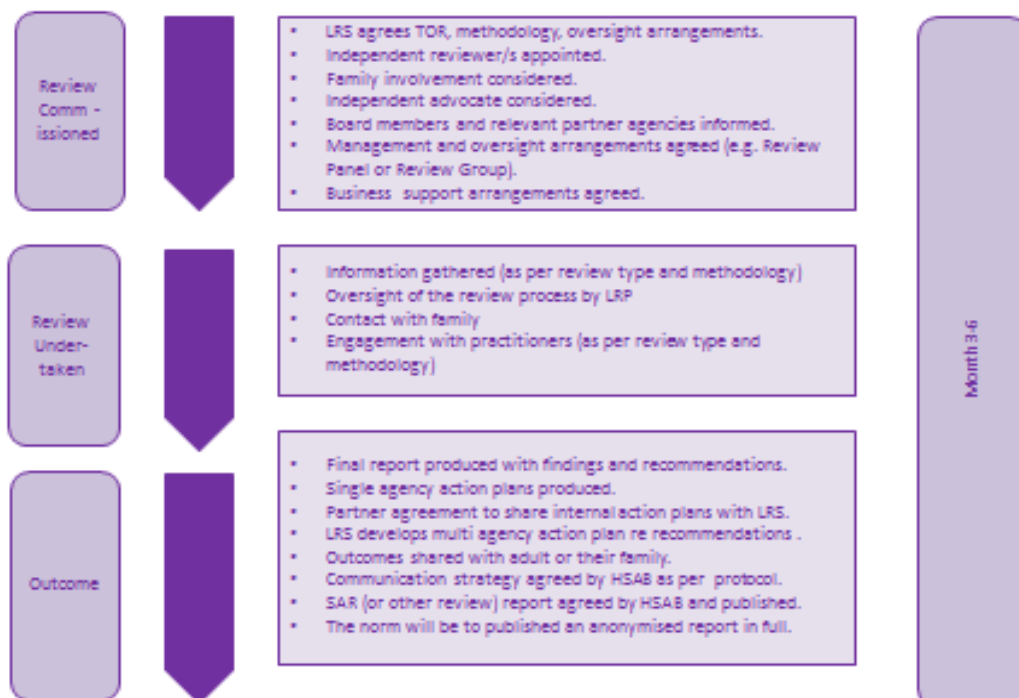 Review
Comm -
issioned
• LRS agrees TOR, methodology, oversight arrangements.
• Independent reviewer/s appointed.
• Family involvement considered.
• Independent advocate considered.
• Board members and relevant partner agencies informed.
• Management and oversight arrangements agreed (e.g. Review
Panel or Review Group).
• Business support arrangements agreed.
Review
Under-
taken
• Information gathered (as per review type and methodology)
• Oversight of the review process by LRP
• Contact with family
• Engagement with practitioners (as per review type and
methodology)
Outcome
• Final report produced with findings and recommendations.
• Single agency action plans produced.
• Partner agreement to share internal action plans with LRS.
• LRS develops multi agency action plan re recommendations .
• Outcomes shared with adult or their family.
• Communication strategy agreed by HSAB as per protocol.
• SAR (or other review) report agreed by HSAB and published.
• The norm will be to published an anonymised report in full.
Month 3-6